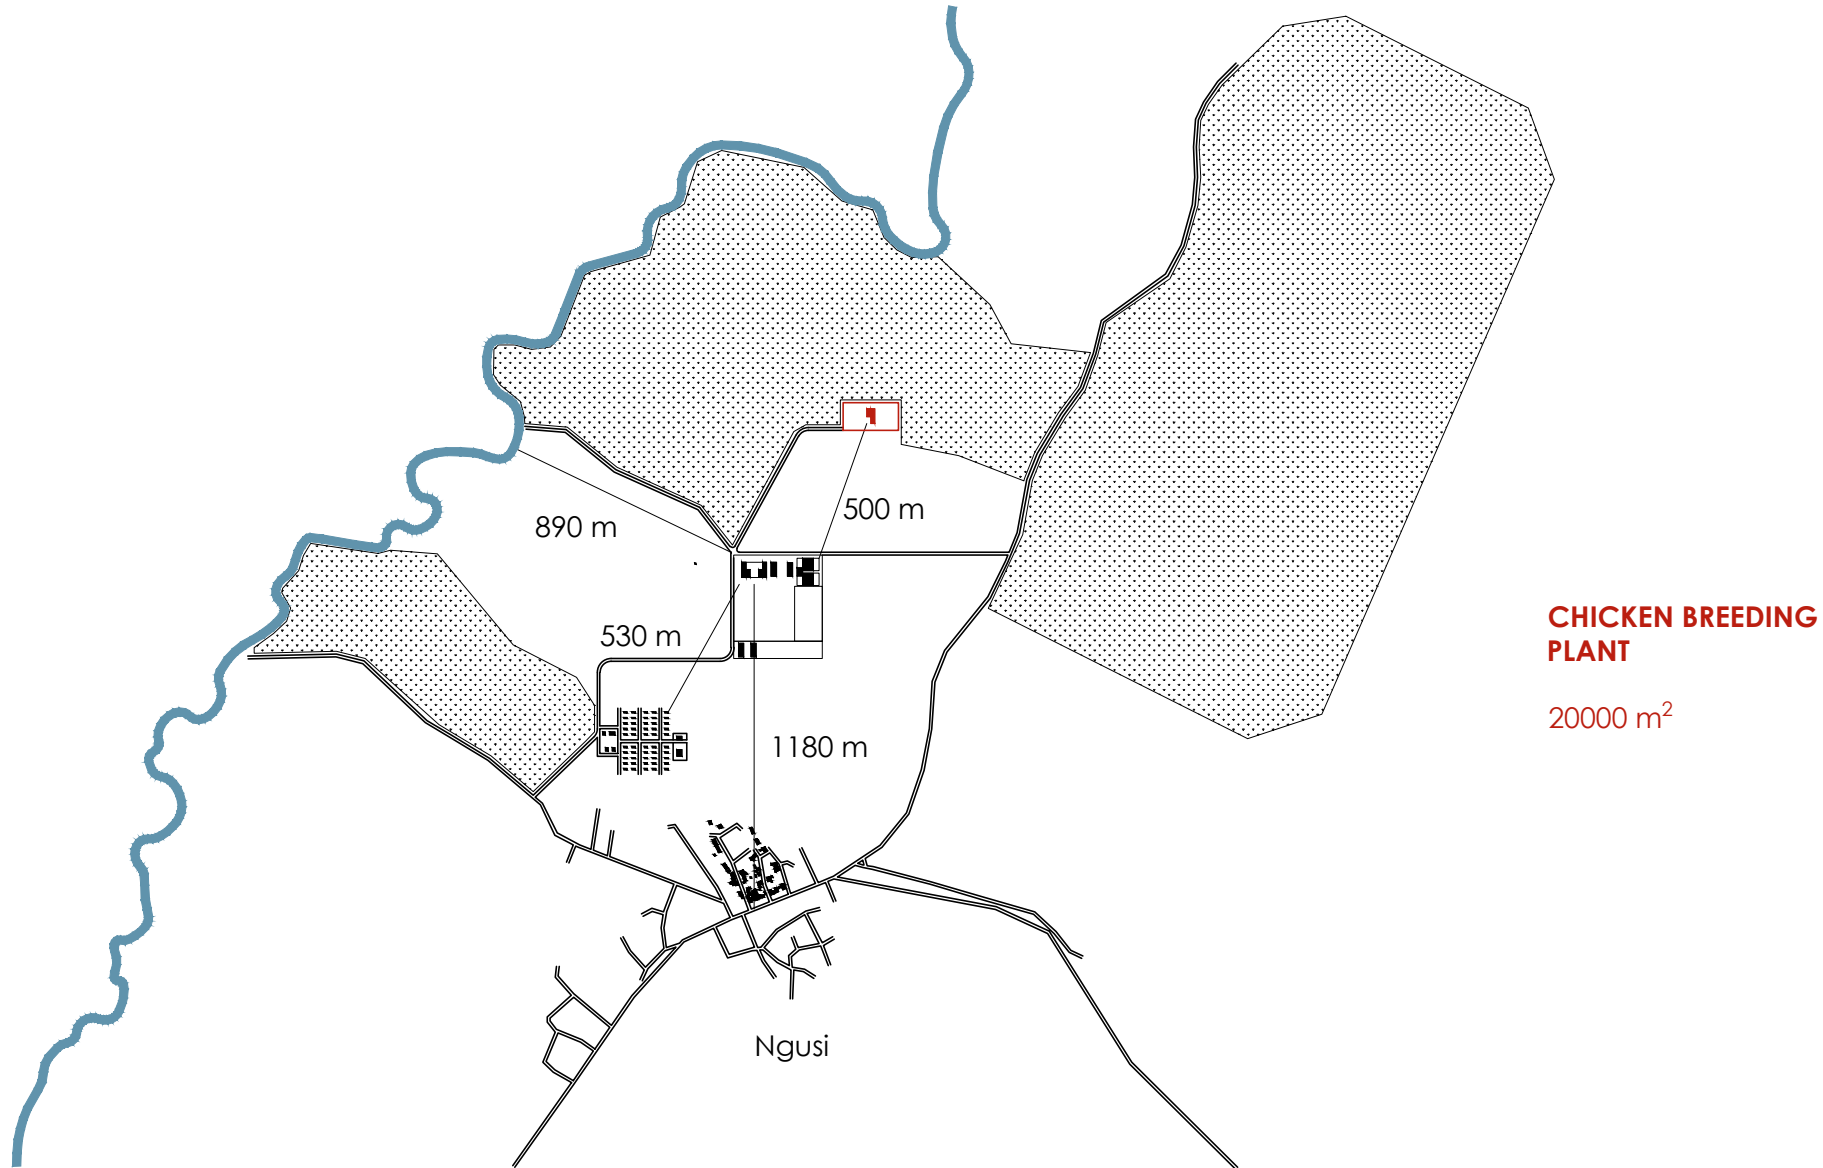 500 m
890 m
530 m
1180 m
Ngusi
CHICKEN BREEDING
PLANT
20000 m²